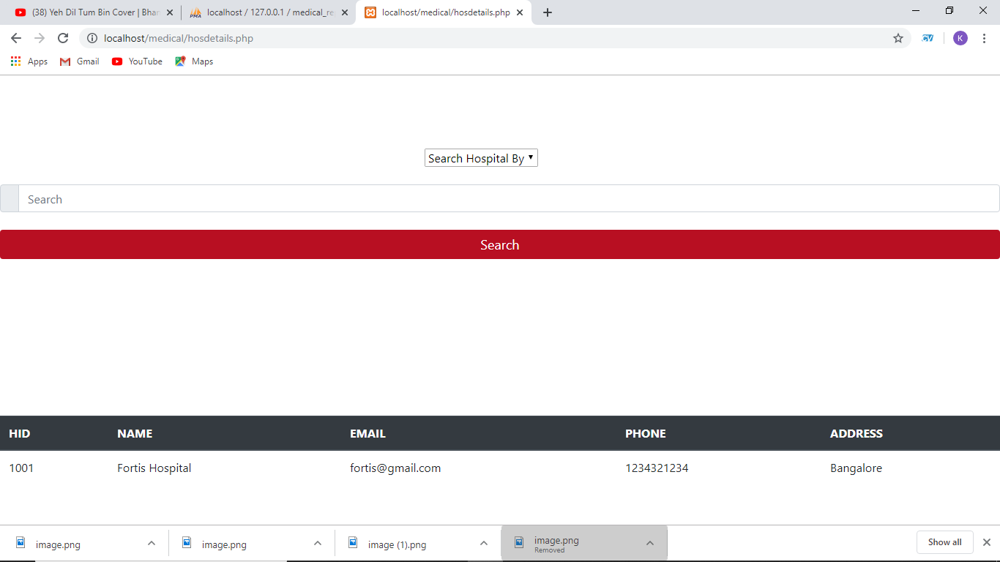 (38) Yeh Dil Tum Bin Cover | Bhan
localhost / 127.0.0.1 / medical_re
localhost/medical/hosdetails.php
localhost/medical/hosdetails.php
CV
K
Apps
Gmail
YouTube
Maps
Search Hospital By
Search
Search
HID NAME EMAIL PHONE ADDRESS
1001 Fortis Hospital fortis@gmail.com 1234321234 Bangalore
image.png
image.png
image (1).png
image.png
Removed
Show all